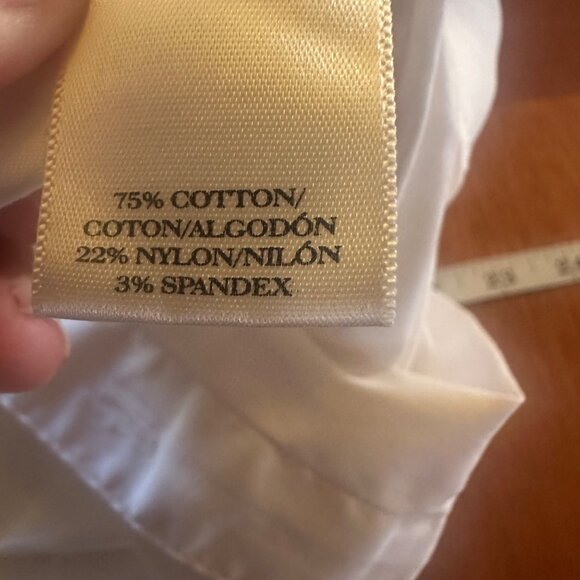 75% COTTON/
COTON/ALGODÓN
22% NYLON/NILÓN
3% SPANDEX